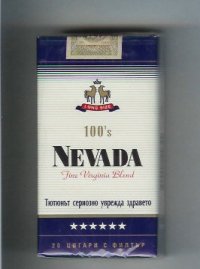 LONG SIZE
100's
NEVADA
Fine Virginia Blend
Тютюнът сериозно уврежда здравето
20 ЦИГАРИ С ФИЛТЪР